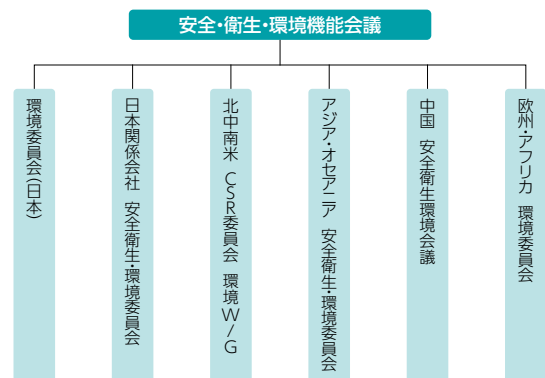 安全・衛生・環境機能会議
環境委員会(日本)
日本関係会社 安全衛生・環境委員会
北中南米 CSR委員会 環境W/G
アジア・オセアニア 安全衛生・環境委員会
中国 安全衛生環境会議
欧州・アフリカ 環境委員会